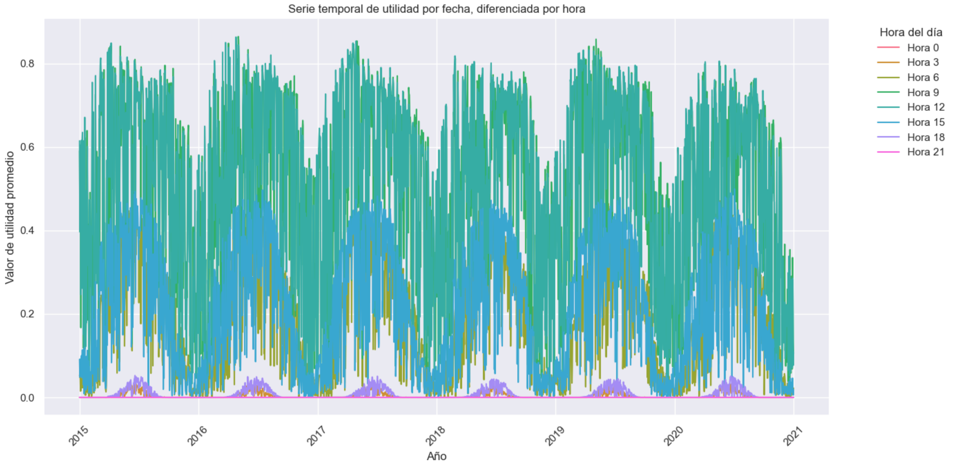 Serie temporal de utilidad por fecha, diferenciada por hora
Hora del día
Hora 0
Hora 3
Hora 6
Hora 9
Hora 12
Hora 15
Hora 18
Hora 21
Valor de utilidad promedio
0.8
0.6
0.4
0.2
0.0
2015
2016
2017
2018
2019
2020
2021
Año